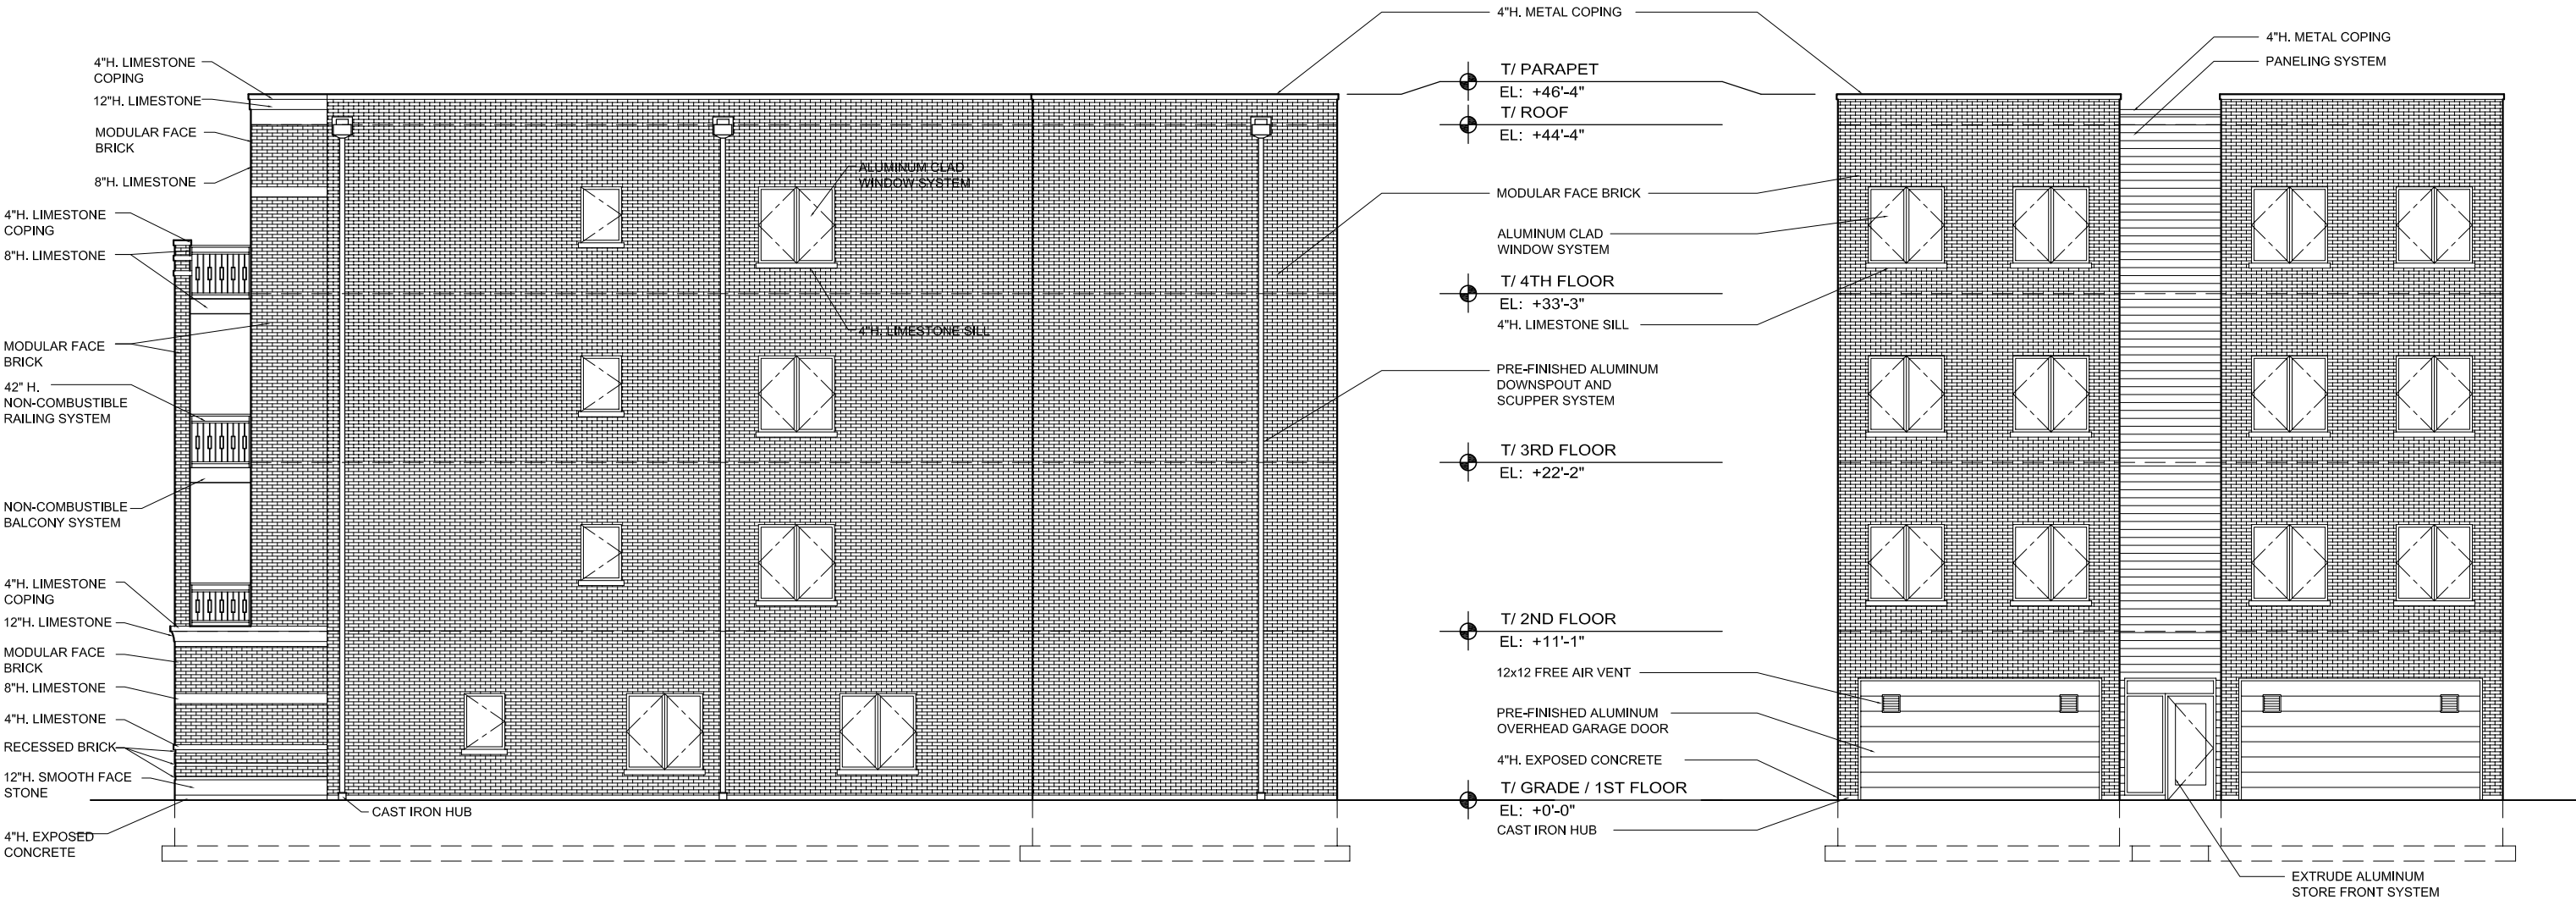 4"H. LIMESTONE
COPING
12"H. LIMESTONE
MODULAR FACE
BRICK
8"H. LIMESTONE
4"H. LIMESTONE
COPING
8"H. LIMESTONE
MODULAR FACE
BRICK
42" H.
NON-COMBUSTIBLE
RAILING SYSTEM
NON-COMBUSTIBLE
BALCONY SYSTEM
4"H. LIMESTONE
COPING
12"H. LIMESTONE
MODULAR FACE
BRICK
8"H. LIMESTONE
4"H. LIMESTONE
RECESSED BRICK
12"H. SMOOTH FACE
STONE
4"H. EXPOSED
CONCRETE
CAST IRON HUB
ALUMINUM CLAD
WINDOW SYSTEM
4"H. LIMESTONE SILL
4"H. METAL COPING
T/ PARAPET
EL: +46'-4"
T/ ROOF
EL: +44'-4"
MODULAR FACE BRICK
ALUMINUM CLAD
WINDOW SYSTEM
T/ 4TH FLOOR
EL: +33'-3"
4"H. LIMESTONE SILL
PRE-FINISHED ALUMINUM
DOWNSPOUT AND
SCUPPER SYSTEM
T/ 3RD FLOOR
EL: +22'-2"
T/ 2ND FLOOR
EL: +11'-1"
12x12 FREE AIR VENT
PRE-FINISHED ALUMINUM
OVERHEAD GARAGE DOOR
4"H. EXPOSED CONCRETE
T/ GRADE / 1ST FLOOR
EL: +0'-0"
CAST IRON HUB
4"H. METAL COPING
PANELING SYSTEM
EXTRUDE ALUMINUM
STORE FRONT SYSTEM